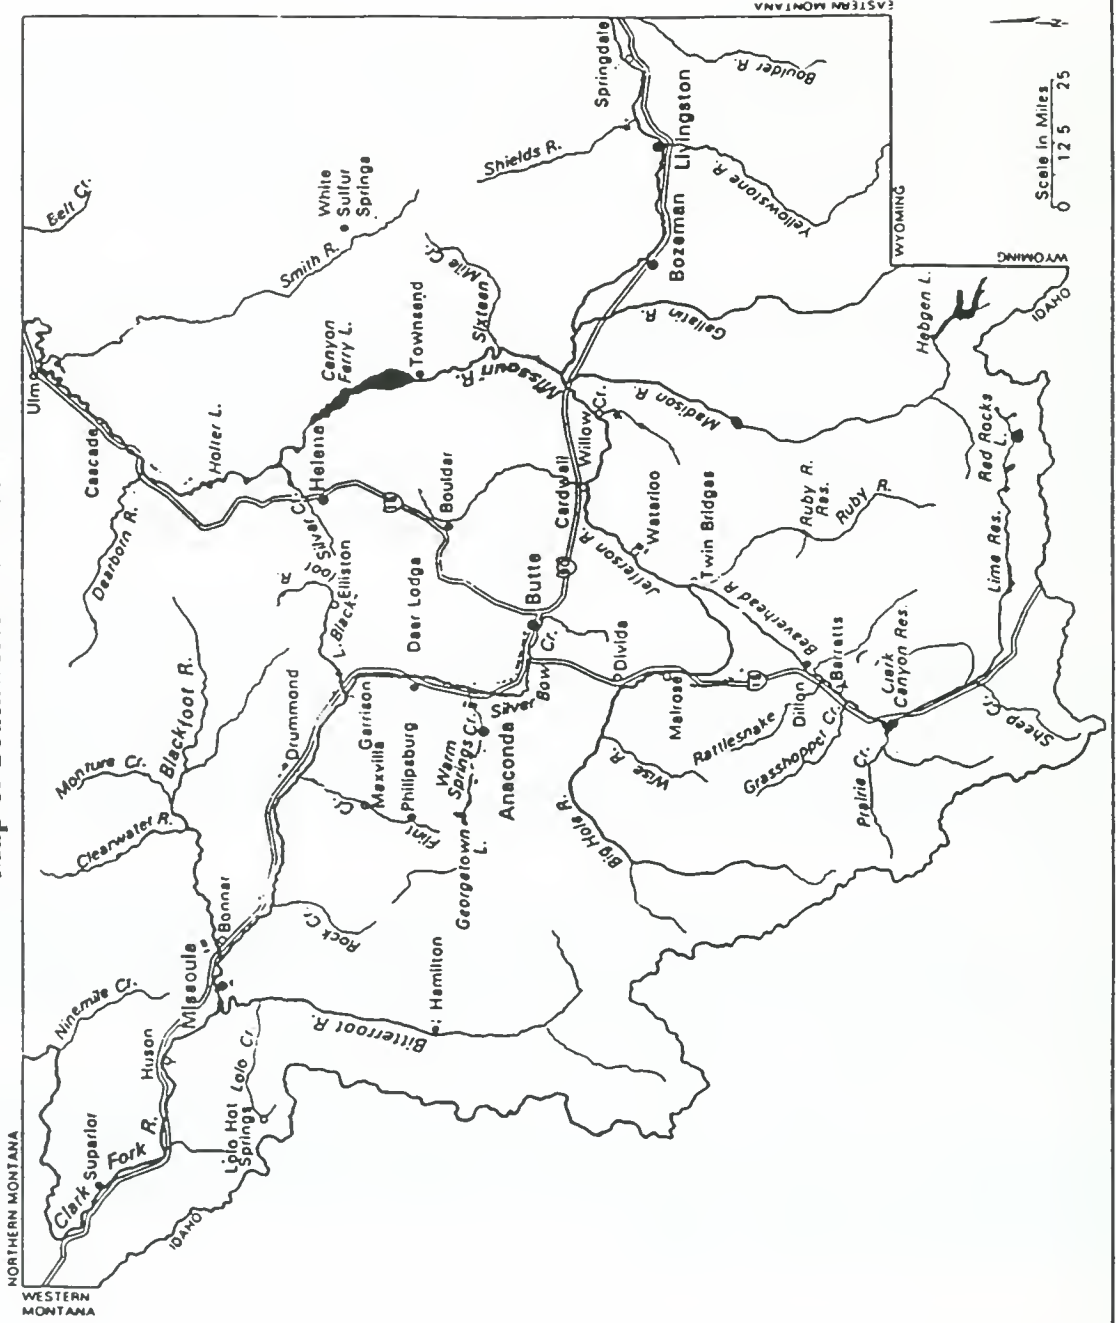 NORTHERN MONTANA
WESTERN
MONTANA
EASTERN MONTANA
WYOMING
WYOMING
IDAHO
IDAHO
Scale in Miles
0 12 5 25
Clark Fork R.
Superior
Ninemile Cr.
Huson
Missoula
Bonner
Lolo Cr.
Lolo Hot
Springs
Bitterroot R.
Hamilton
Rock Cr.
Clearwater R.
Monture Cr.
Blackfoot R.
Drummond
Garrison
Maxville
Philipsburg
Flint Cr.
Georgetown
L.
Warm
Springs Cr.
Anaconda
Deer Lodge
Silver Bow Cr.
Butte
L. Blackfoot R.
Elliston
Silver Cr.
Helena
Dearborn R.
Cascade
Ulm
Holter L.
Canyon
Ferry L.
Townsend
Boulder
Belt Cr.
Smith R.
White
Sulfur
Springs
Sixteen Mile Cr.
Missouri R.
Shields R.
Springdale
Livingston
Bozeman
Boulder R.
Yellowstone R.
Gallatin R.
Madison R.
Hebgen L.
Cardwell
Willow Cr.
Jefferson R.
Waterloo
Twin Bridges
Ruby R.
Res.
Ruby R.
Beaverhead R.
Divide
Melrose
Wise R.
Big Hole R.
Rattlesnake
Dillon
Grasshopper Cr.
Barratts
Clark
Canyon Res.
Prairie Cr.
Sheep Cr.
Lima Res.
Red Rocks
L.